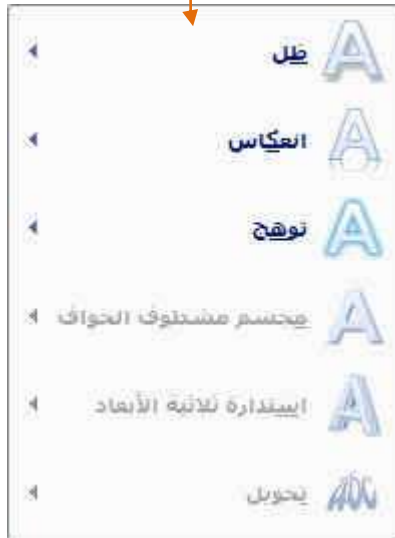 ظل
انعكاس
توهج
مجسم مشطوف الحواف
استدارة ثلاثية الأبعاد
تحويل